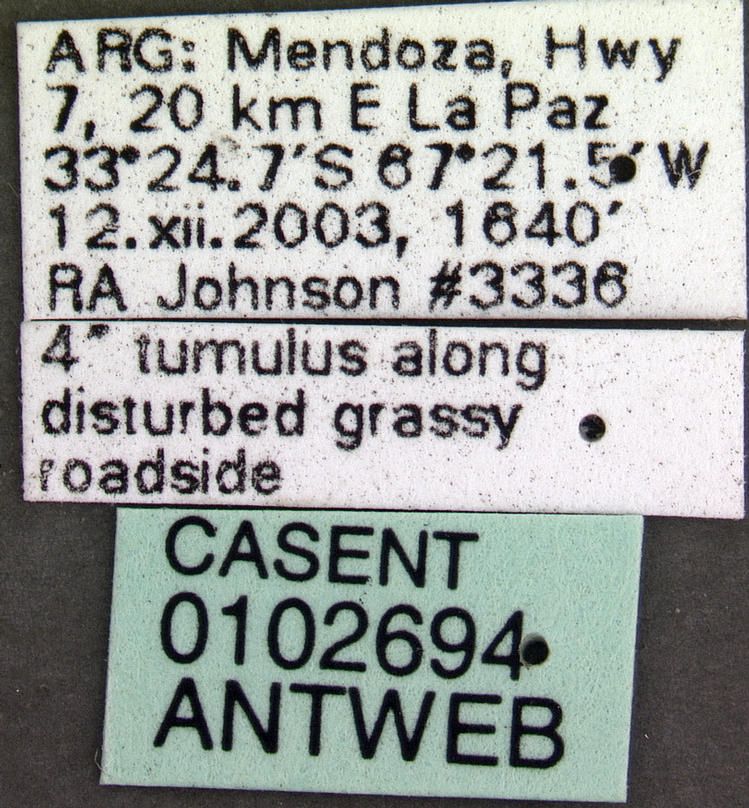 ARG: Mendoza, Hwy
7, 20 km E La Paz
33°24.7'S 67°21.5'W
12.xii.2003, 1640'
RA Johnson #3336
4" tumulus along
disturbed grassy
roadside
CASENT
0102694
ANTWEB